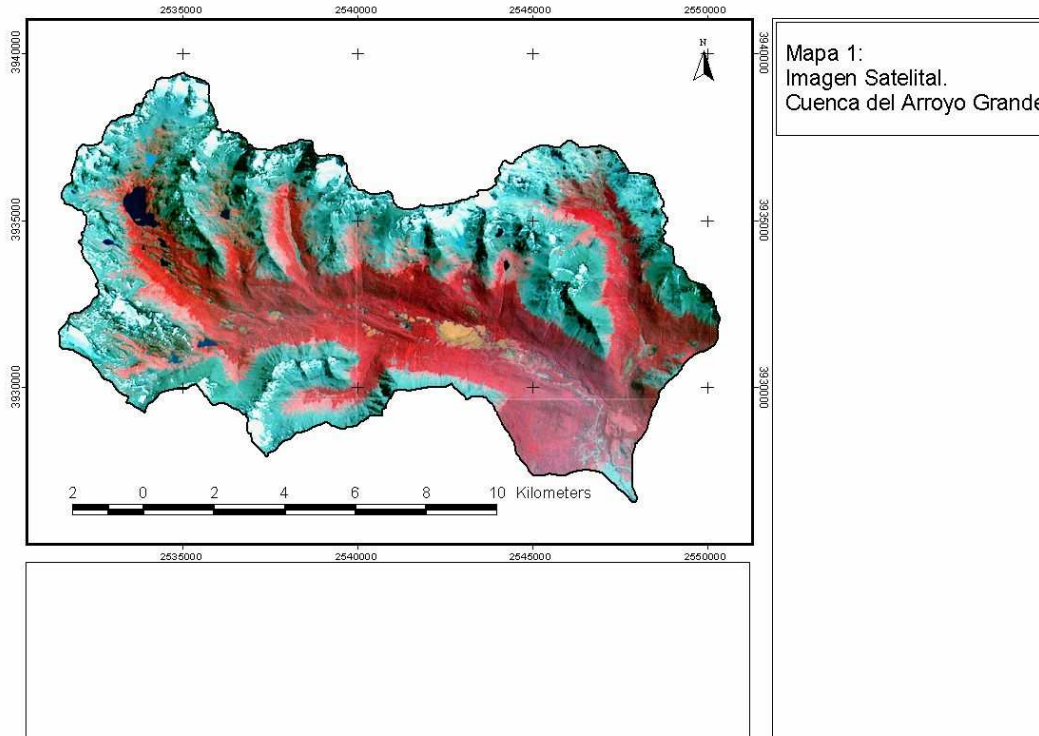 2535000 2540000 2545000 2550000
3940000
3940000
N
Mapa 1:
Imagen Satelital.
Cuenca del Arroyo Grande
3935000
3935000
3930000
3930000
2 0 2 4 6 8 10 Kilometers
2535000 2540000 2545000 2550000